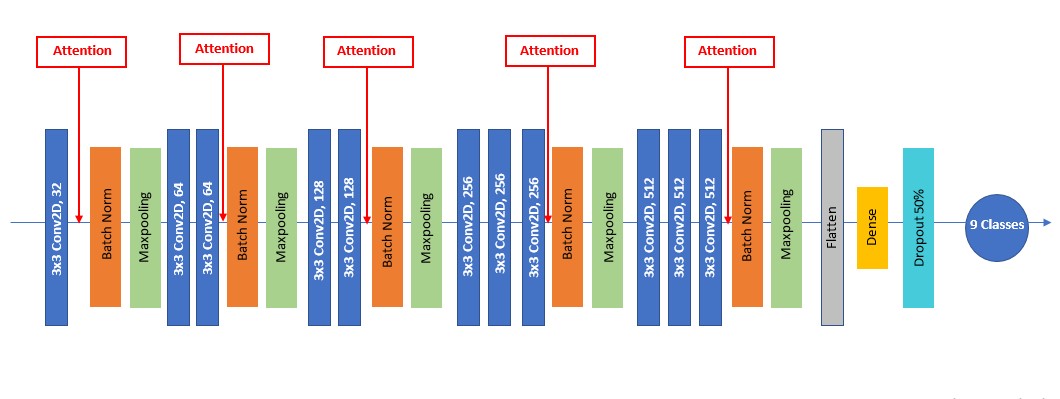 Attention
Attention
Attention
Attention
Attention
3x3 Conv2D, 32
Batch Norm
Maxpooling
3x3 Conv2D, 64
3x3 Conv2D, 64
Batch Norm
Maxpooling
3x3 Conv2D, 128
3x3 Conv2D, 128
Batch Norm
Maxpooling
3x3 Conv2D, 256
3x3 Conv2D, 256
3x3 Conv2D, 256
Batch Norm
Maxpooling
3x3 Conv2D, 512
3x3 Conv2D, 512
3x3 Conv2D, 512
Batch Norm
Maxpooling
Flatten
Dense
Dropout 50%
9 Classes